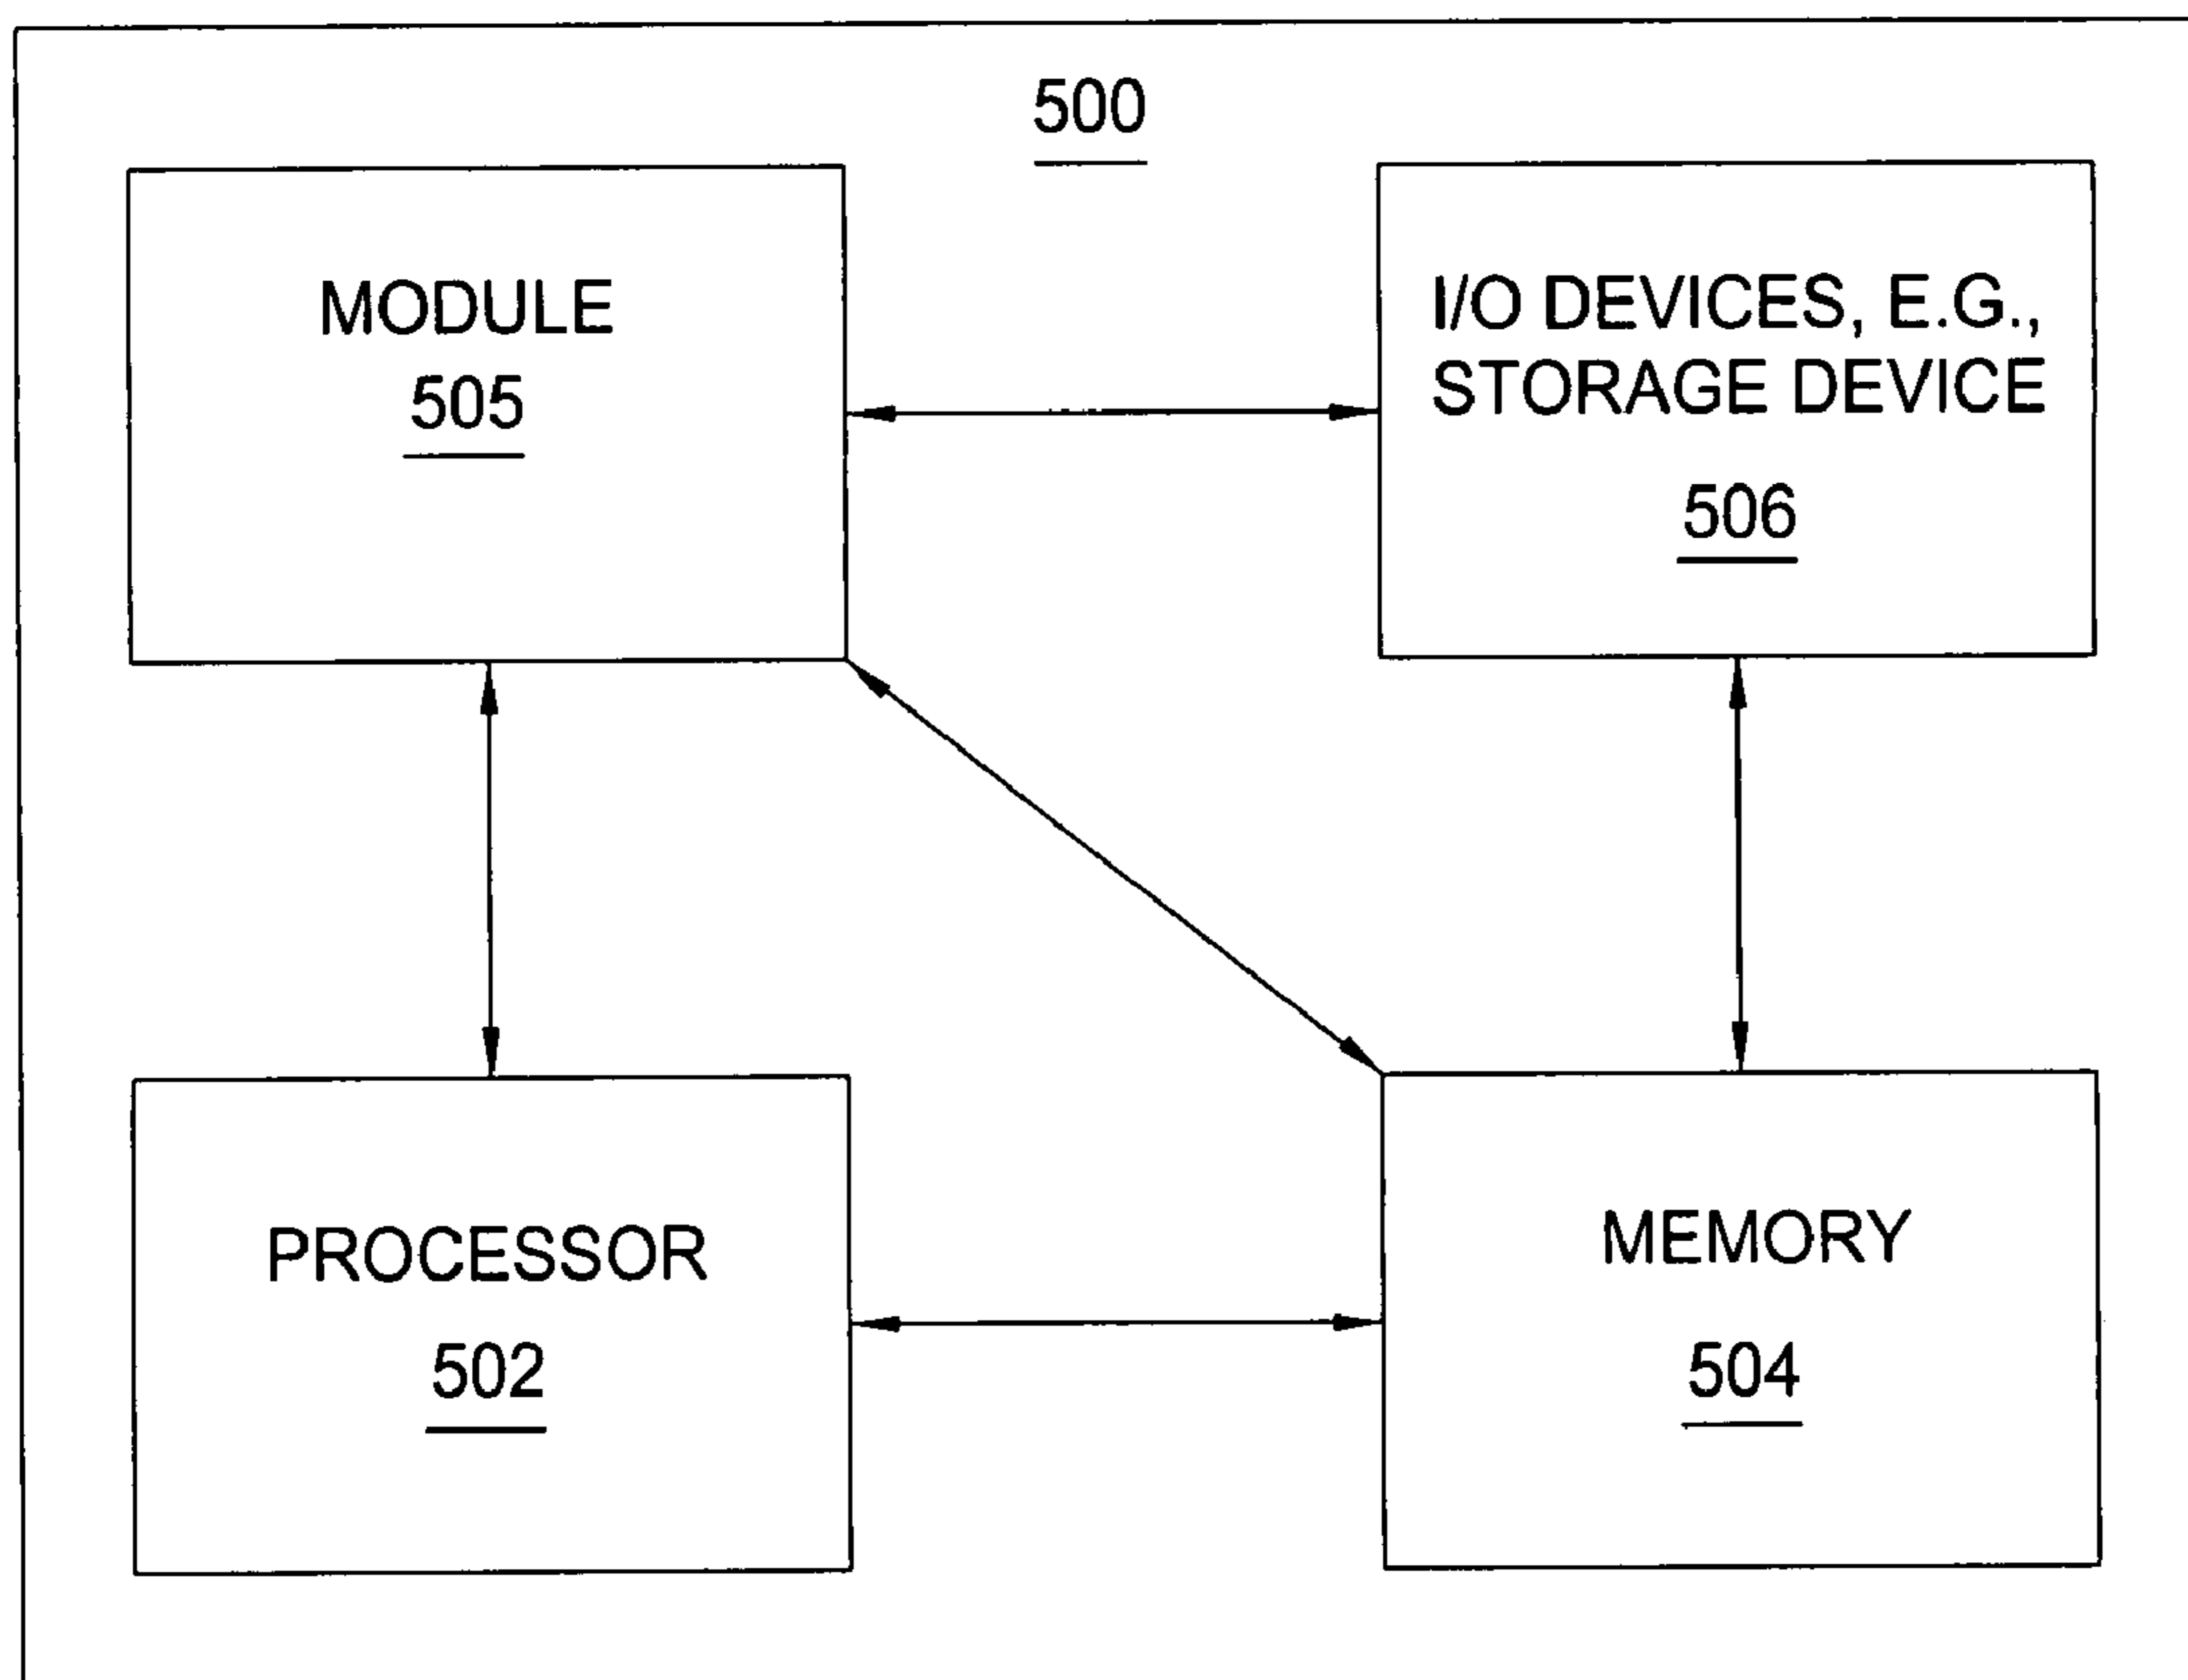 500
MODULE
505
I/O DEVICES, E.G.,
STORAGE DEVICE
506
PROCESSOR
502
MEMORY
504